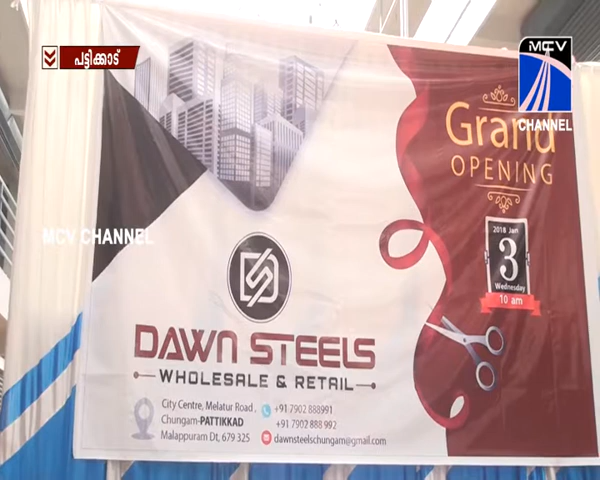 പട്ടിക്കാട്
MCV
CHANNEL
MCV CHANNEL
Grand
OPENING
2018 Jan
3
Wednesday
10 am
DAWN STEELS
WHOLESALE & RETAIL
City Centre, Melatur Road,
Chungam-PATTIKKAD
Malappuram Dt, 679 325
+91 7902 888991
+91 7902 888 992
dawnsteelschungam@gmail.com